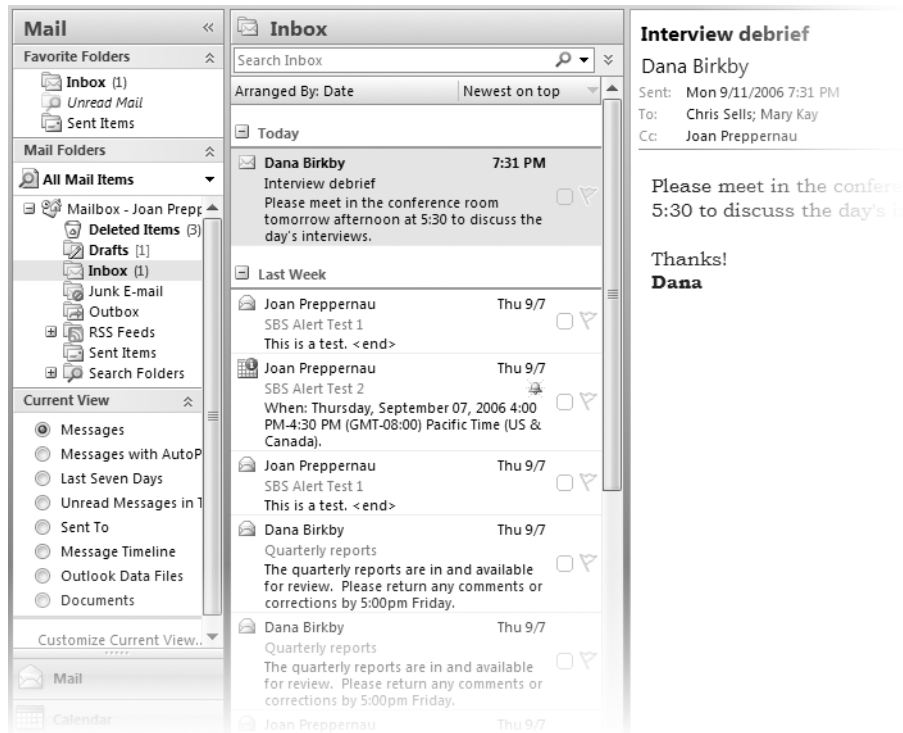 Mail «
Favorite Folders
Inbox (1)
Unread Mail
Sent Items
Mail Folders
All Mail Items
Mailbox - Joan Prepp
Deleted Items (3)
Drafts [1]
Inbox (1)
Junk E-mail
Outbox
RSS Feeds
Sent Items
Search Folders
Current View
Messages
Messages with AutoP
Last Seven Days
Unread Messages in T
Sent To
Message Timeline
Outlook Data Files
Documents
Customize Current View..
Mail
Calendar
Inbox
Search Inbox
Arranged By: Date Newest on top
Today
Dana Birkby 7:31 PM
Interview debrief
Please meet in the conference room
tomorrow afternoon at 5:30 to discuss the
day's interviews.
Last Week
Joan Preppernau Thu 9/7
SBS Alert Test 1
This is a test. <end>
Joan Preppernau Thu 9/7
SBS Alert Test 2
When: Thursday, September 07, 2006 4:00
PM-4:30 PM (GMT-08:00) Pacific Time (US &
Canada).
Joan Preppernau Thu 9/7
SBS Alert Test 1
This is a test. <end>
Dana Birkby Thu 9/7
Quarterly reports
The quarterly reports are in and available
for review. Please return any comments or
corrections by 5:00pm Friday.
Dana Birkby Thu 9/7
Quarterly reports
The quarterly reports are in and available
for review. Please return any comments or
corrections by 5:00pm Friday.
Joan Preppernau Thu 9/7
Interview debrief
Dana Birkby
Sent: Mon 9/11/2006 7:31 PM
To: Chris Sells; Mary Kay
Cc: Joan Preppernau
Please meet in the confere
5:30 to discuss the day's i
Thanks!
Dana